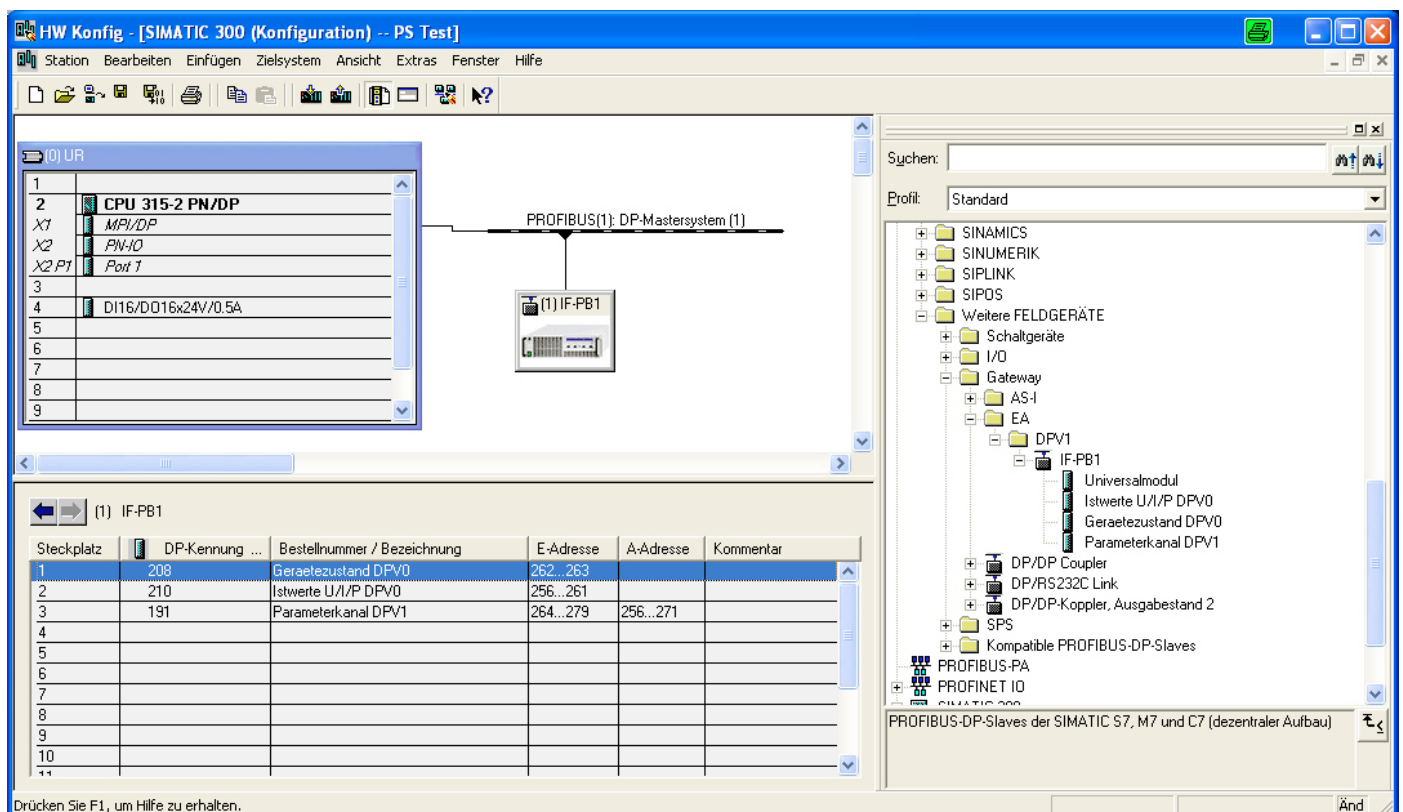 HW Konfig - [SIMATIC 300 (Konfiguration) -- PS Test]
Station Bearbeiten Einfügen Zielsystem Ansicht Extras Fenster Hilfe
(0) UR
1
2 CPU 315-2 PN/DP
X1 MPI/DP
X2 PN-IO
X2 P1 Port 1
3
4 DI16/DO16x24V/0.5A
5
6
7
8
9
PROFIBUS(1): DP-Mastersystem (1)
(1) IF-PB1
(1) IF-PB1
Steckplatz DP-Kennung ... Bestellnummer / Bezeichnung E-Adresse A-Adresse Kommentar
1 208 Geraetezustand DPV0 262...263
2 210 Istwerte U/I/P DPV0 256...261
3 191 Parameterkanal DPV1 264...279 256...271
4
5
6
7
8
9
10
11
Suchen:
Profil: Standard
SINAMICS
SINUMERIK
SIPLINK
SIPOS
Weitere FELDGERÄTE
Schaltgeräte
I/O
Gateway
AS-I
EA
DPV1
IF-PB1
Universalmodul
Istwerte U/I/P DPV0
Geraetezustand DPV0
Parameterkanal DPV1
DP/DP Coupler
DP/RS232C Link
DP/DP-Koppler, Ausgabestand 2
SPS
Kompatible PROFIBUS-DP-Slaves
PROFIBUS-PA
PROFINET IO
SIMATIC 300
PROFIBUS-DP-Slaves der SIMATIC S7, M7 und C7 (dezentraler Aufbau)
Drücken Sie F1, um Hilfe zu erhalten.
Änd